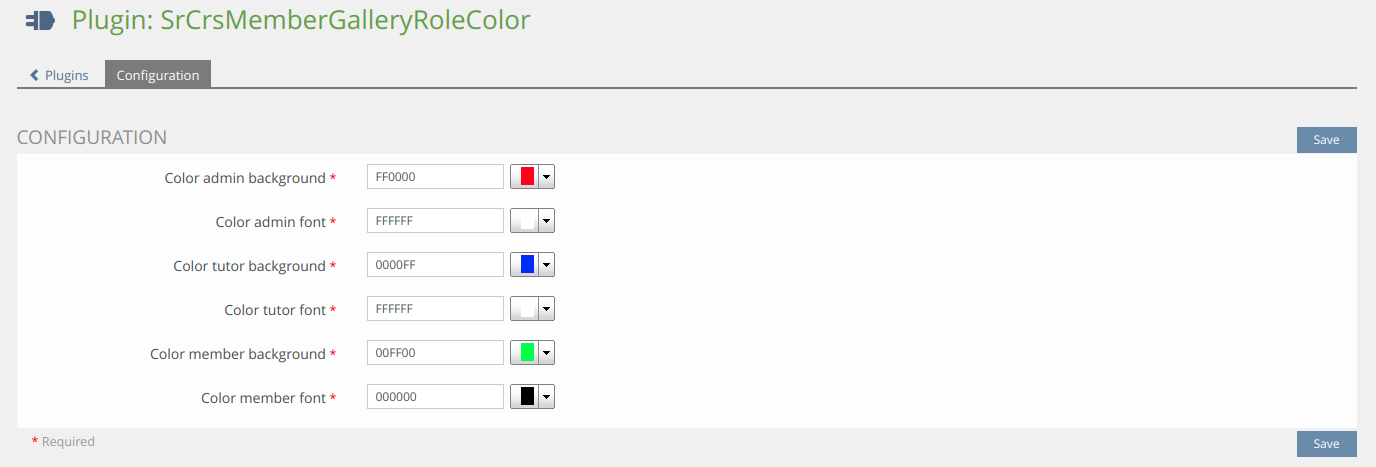 Plugin: SrCrsMemberGalleryRoleColor
Plugins Configuration
CONFIGURATION Save
Color admin background * FF0000
Color admin font * FFFFFF
Color tutor background * 0000FF
Color tutor font * FFFFFF
Color member background * 00FF00
Color member font * 000000
* Required Save